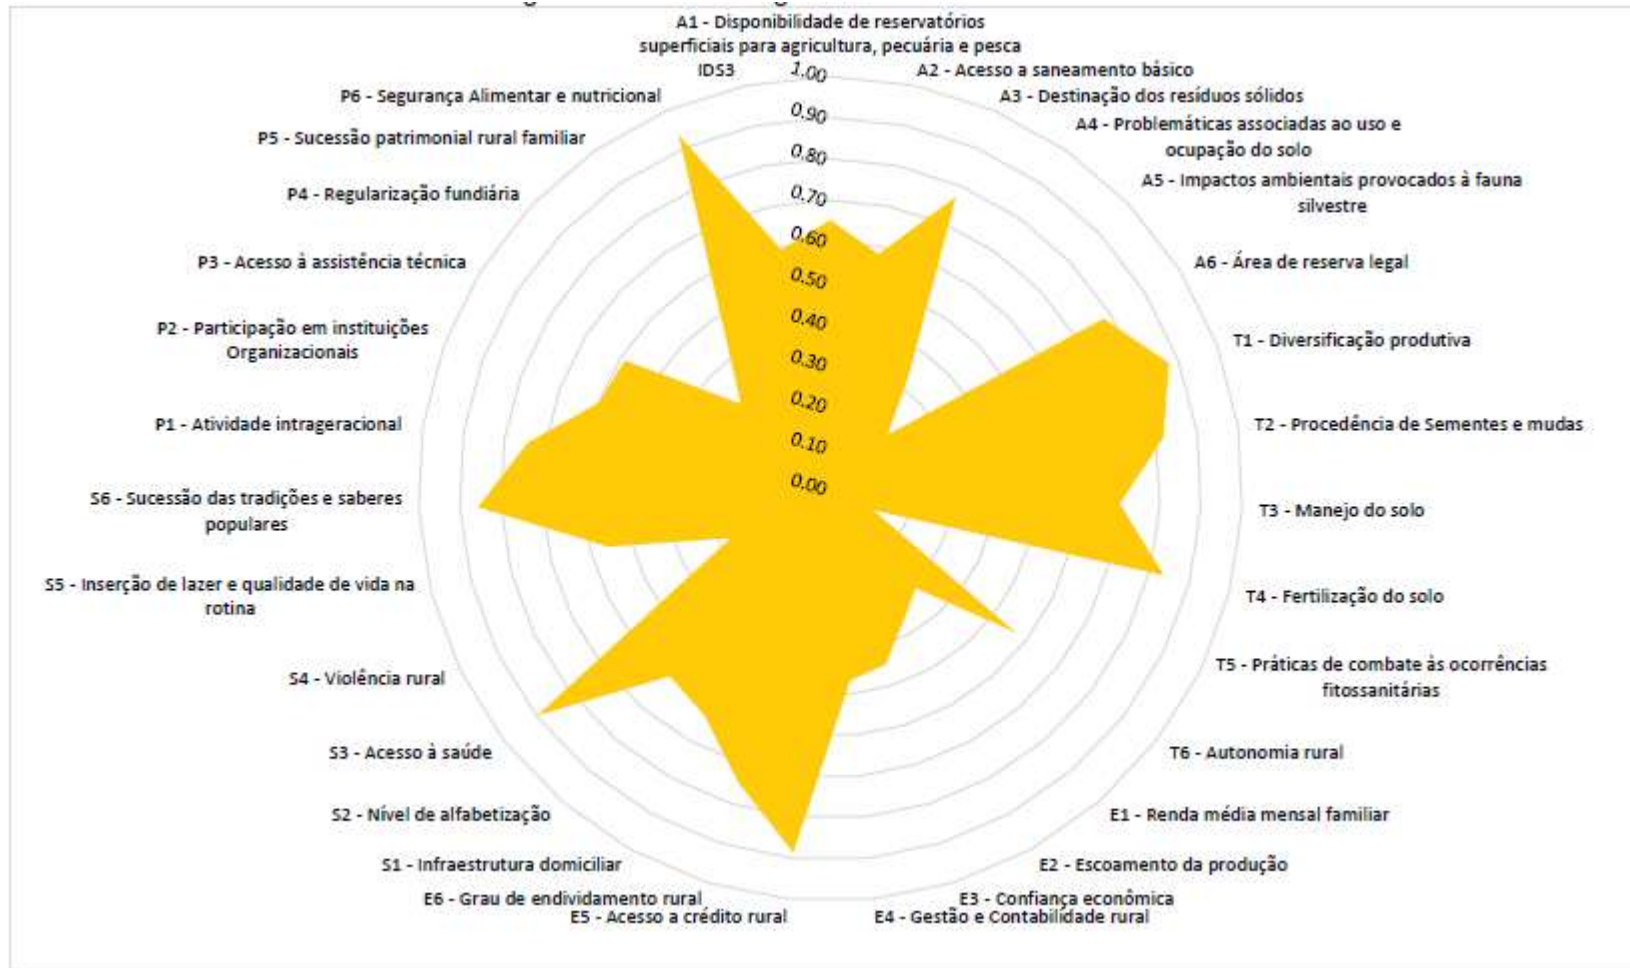 A1 - Disponibilidade de reservatórios
superficiais para agricultura, pecuária e pesca
A2 - Acesso a saneamento básico
A3 - Destinação dos resíduos sólidos
A4 - Problemáticas associadas ao uso e
ocupação do solo
A5 - Impactos ambientais provocados à fauna
silvestre
A6 - Área de reserva legal
T1 - Diversificação produtiva
T2 - Procedência de Sementes e mudas
T3 - Manejo do solo
T4 - Fertilização do solo
T5 - Práticas de combate às ocorrências
fitossanitárias
T6 - Autonomia rural
E1 - Renda média mensal familiar
E2 - Escoamento da produção
E3 - Confiança econômica
E4 - Gestão e Contabilidade rural
E5 - Acesso a crédito rural
E6 - Grau de endividamento rural
S1 - Infraestrutura domiciliar
S2 - Nível de alfabetização
S3 - Acesso à saúde
S4 - Violência rural
S5 - Inserção de lazer e qualidade de vida na
rotina
S6 - Sucessão das tradições e saberes
populares
P1 - Atividade intrageracional
P2 - Participação em instituições
Organizacionais
P3 - Acesso à assistência técnica
P4 - Regularização fundiária
P5 - Sucessão patrimonial rural familiar
P6 - Segurança Alimentar e nutricional
IDS3
1,00
0,90
0,80
0,70
0,60
0,50
0,40
0,30
0,20
0,10
0,00